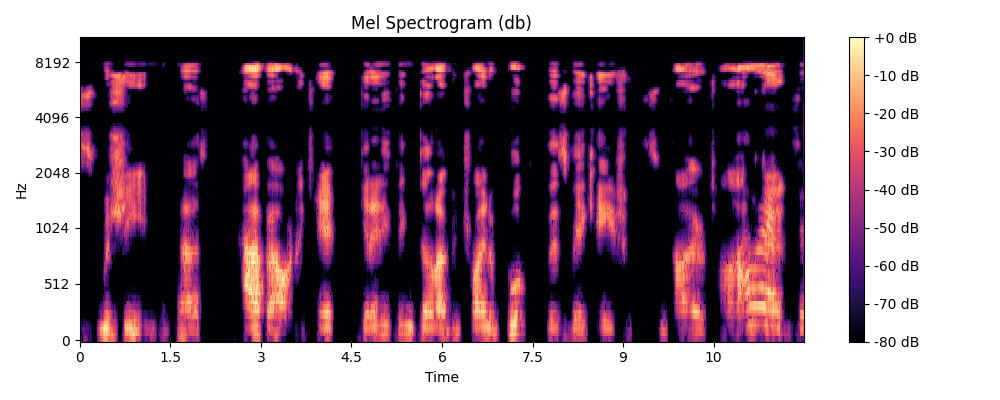 Mel Spectrogram (db)
Hz
8192
4096
2048
1024
512
0
0 1.5 3 4.5 6 7.5 9 10
Time
+0 dB
-10 dB
-20 dB
-30 dB
-40 dB
-50 dB
-60 dB
-70 dB
-80 dB